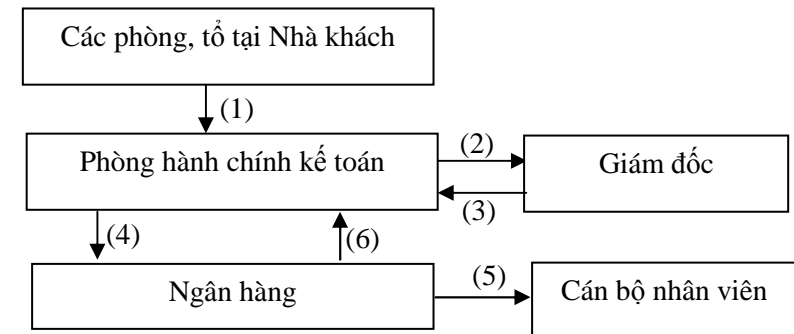 Các phòng, tổ tại Nhà khách
(1)
Phòng hành chính kế toán
(2)
Giám đốc
(3)
(4)
(6)
Ngân hàng
(5)
Cán bộ nhân viên